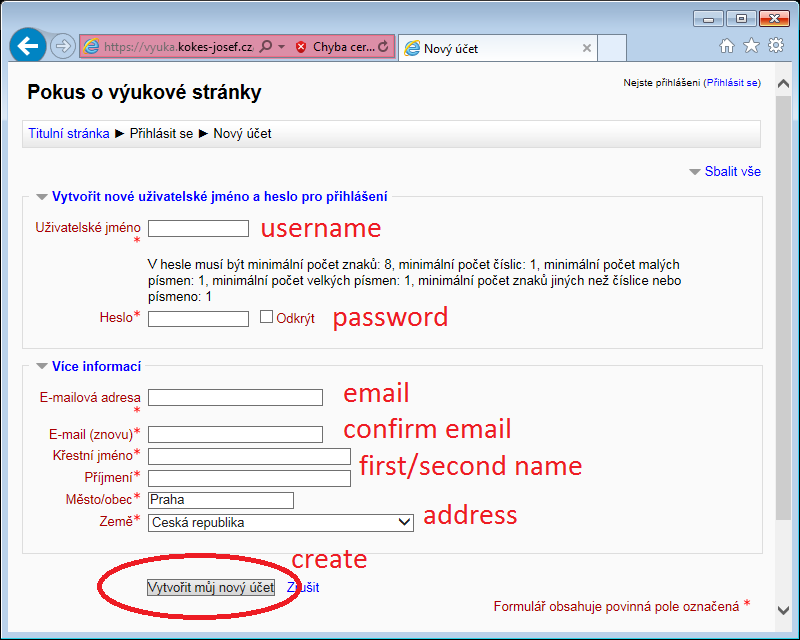 https://vyuka.kokes-josef.cz
Chyba cer...
Nový účet
Nejste přihlášeni (Přihlásit se)
Pokus o výukové stránky
Titulní stránka ► Přihlásit se ► Nový účet
Sbalit vše
Vytvořit nové uživatelské jméno a heslo pro přihlášení
Uživatelské jméno
*
username
V hesle musí být minimální počet znaků: 8, minimální počet číslic: 1, minimální počet malých
písmen: 1, minimální počet velkých písmen: 1, minimální počet znaků jiných než číslice nebo
písmeno: 1
Heslo* Odkrýt password
Více informací
E-mailová adresa
*
email
E-mail (znovu)* confirm email
Křestní jméno*
first/second name
Příjmení*
Město/obec* Praha
Země* Česká republika address
create
Vytvořit můj nový účet Zrušit
Formulář obsahuje povinná pole označená *